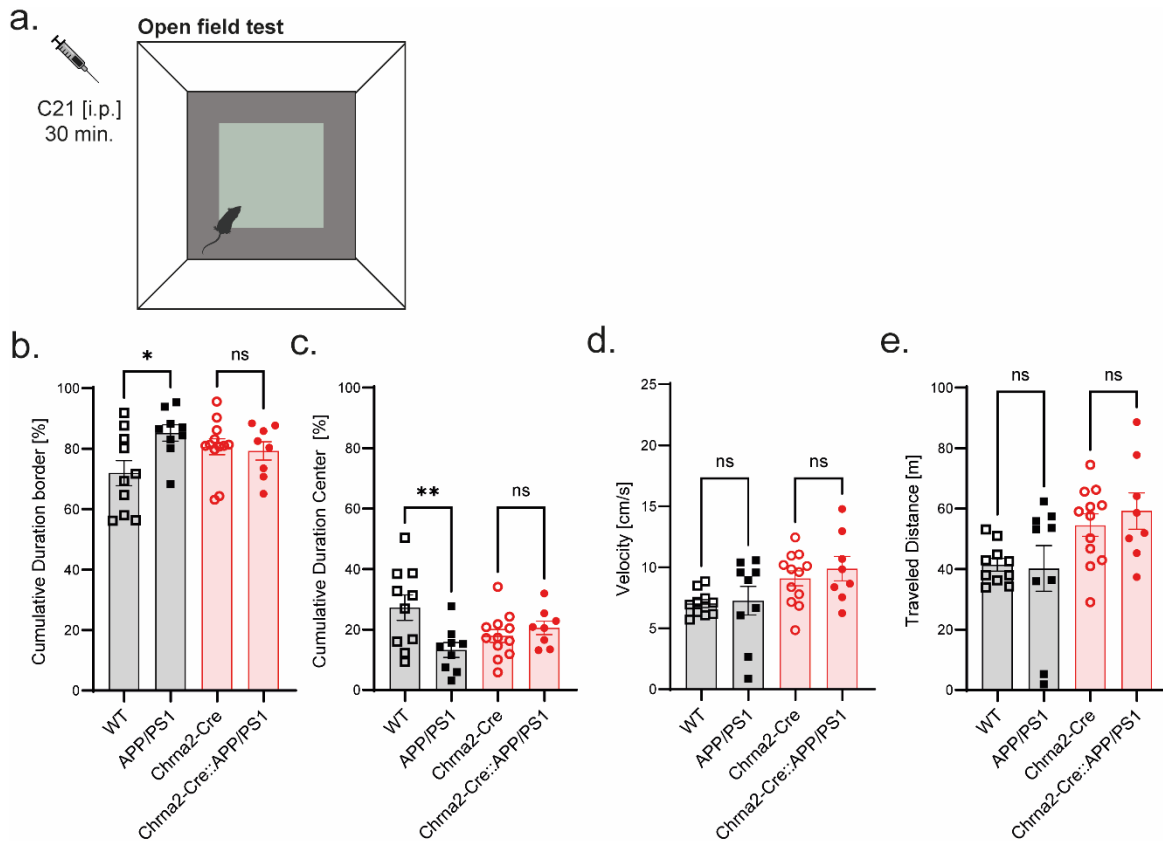 a.
Open field test
C21 [i.p.]
30 min.
b.
Cumulative Duration border [%]
100
80
60
40
20
0
*
ns
WT
APP/PS1
Chrna2-Cre
Chrna2-Cre::APP/PS1
c.
Cumulative Duration Center [%]
100
80
60
40
20
0
**
ns
WT
APP/PS1
Chrna2-Cre
Chrna2-Cre::APP/PS1
d.
Velocity [cm/s]
25
20
15
10
5
0
ns
ns
WT
APP/PS1
Chrna2-Cre
Chrna2-Cre::APP/PS1
e.
Traveled Distance [m]
100
80
60
40
20
0
ns
ns
WT
APP/PS1
Chrna2-Cre
Chrna2-Cre::APP/PS1